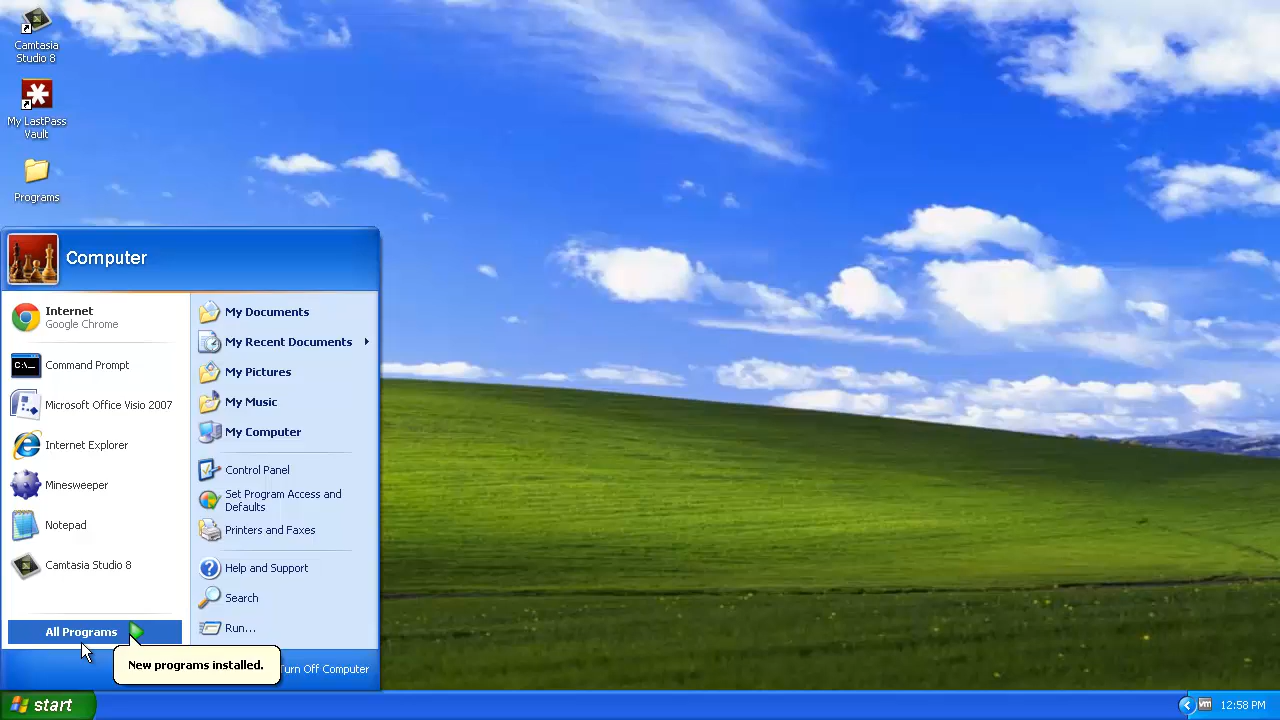 Camtasia
Studio 8
My LastPass
Vault
Programs
Computer
Internet
Google Chrome
Command Prompt
Microsoft Office Visio 2007
Internet Explorer
Minesweeper
Notepad
Camtasia Studio 8
All Programs
My Documents
My Recent Documents
My Pictures
My Music
My Computer
Control Panel
Set Program Access and
Defaults
Printers and Faxes
Help and Support
Search
Run...
New programs installed.
Turn Off Computer
start
vm
12:58 PM